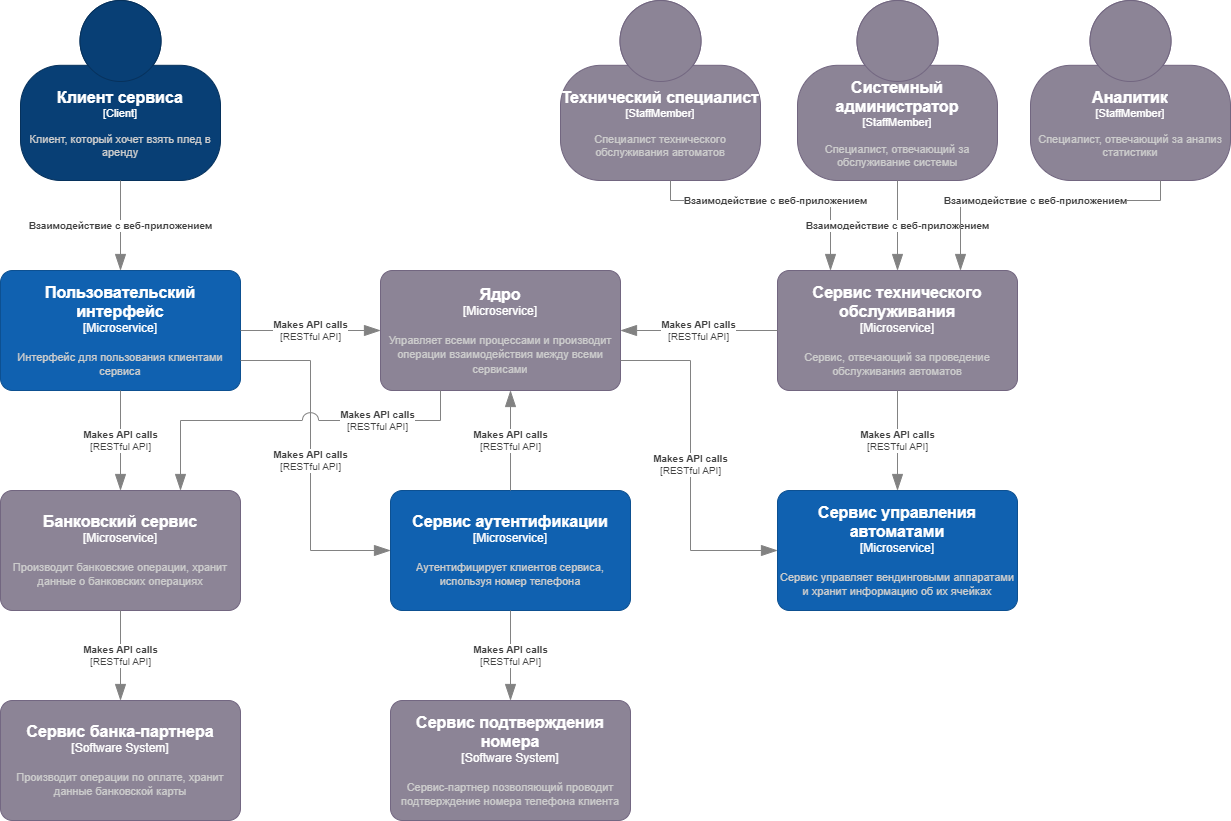 Клиент сервиса
[Client]
Клиент, который хочет взять плед в
аренду
Технический специалист
[StaffMember]
Специалист технического
обслуживания автоматов
Системный
администратор
[StaffMember]
Специалист, отвечающий за
обслуживание системы
Аналитик
[StaffMember]
Специалист, отвечающий за анализ
статистики
Взаимодействие с веб-приложением
Взаимодействие с веб-приложением
Взаимодействие с веб-приложением
Взаимодействие с веб-приложением
Пользовательский
интерфейс
[Microservice]
Интерфейс для пользования клиентами
сервиса
Makes API calls
[RESTful API]
Ядро
[Microservice]
Управляет всеми процессами и производит
операции взаимодействия между всеми
сервисами
Makes API calls
[RESTful API]
Сервис технического
обслуживания
[Microservice]
Сервис, отвечающий за проведение
обслуживания автоматов
Makes API calls
[RESTful API]
Makes API calls
[RESTful API]
Makes API calls
[RESTful API]
Makes API calls
[RESTful API]
Makes API calls
[RESTful API]
Makes API calls
[RESTful API]
Банковский сервис
[Microservice]
Производит банковские операции, хранит
данные о банковских операциях
Сервис аутентификации
[Microservice]
Аутентифицирует клиентов сервиса,
используя номер телефона
Сервис управления
автоматами
[Microservice]
Сервис управляет вендинговыми аппаратами
и хранит информацию об их ячейках
Makes API calls
[RESTful API]
Makes API calls
[RESTful API]
Сервис банка-партнера
[Software System]
Производит операции по оплате, хранит
данные банковской карты
Сервис подтверждения
номера
[Software System]
Сервис-партнер позволяющий проводит
подтверждение номера телефона клиента